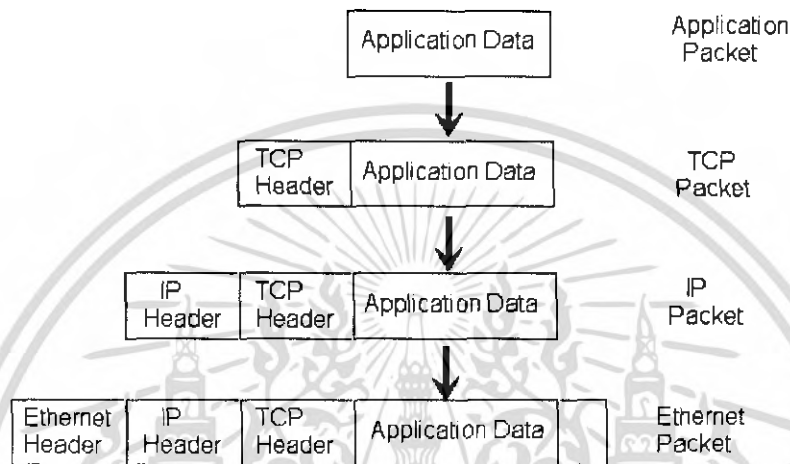 Application Data
Application
Packet
TCP
Header
Application Data
TCP
Packet
IP
Header
TCP
Header
Application Data
IP
Packet
Ethernet
Header
IP
Header
TCP
Header
Application Data
Ethernet
Packet